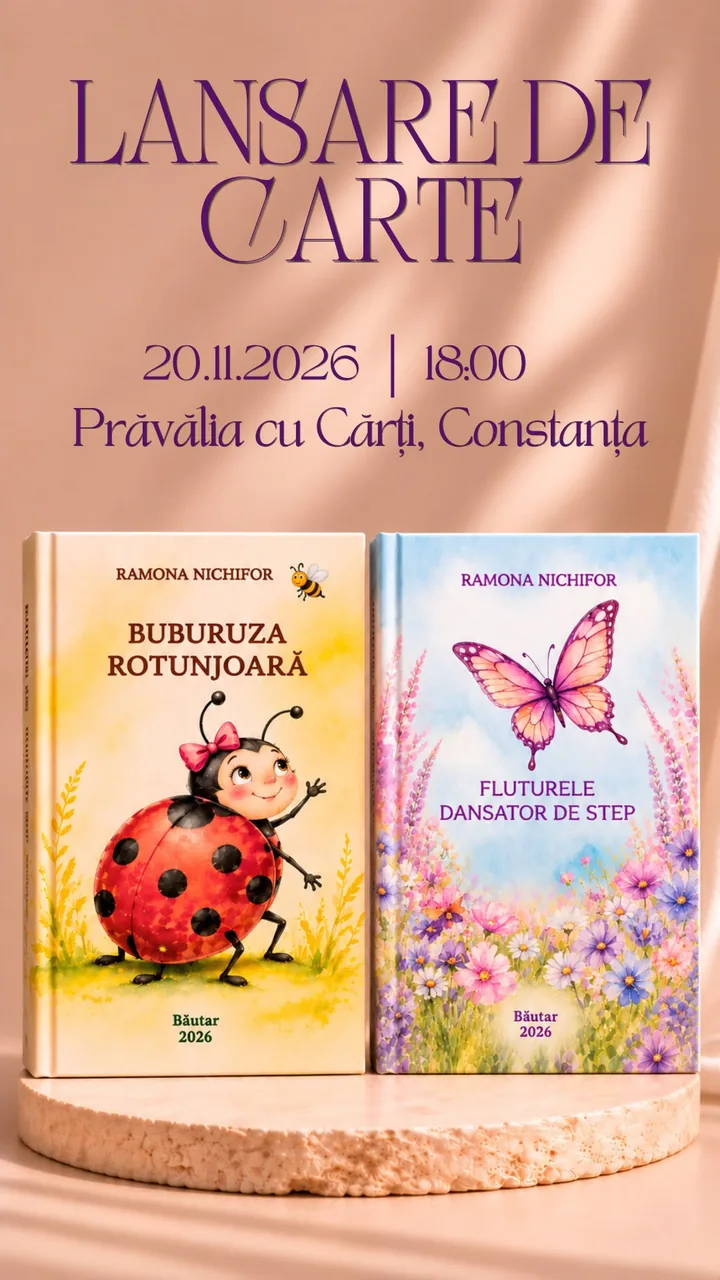 LANSARE DE
CARTE
20.11.2026 | 18:00
Prăvălia cu Cărți, Constanța
RAMONA NICHIFOR
BUBURUZA
ROTUNJOARĂ
Băutar
2026
RAMONA NICHIFOR
FLUTURELE
DANSATOR DE STEP
Băutar
2026